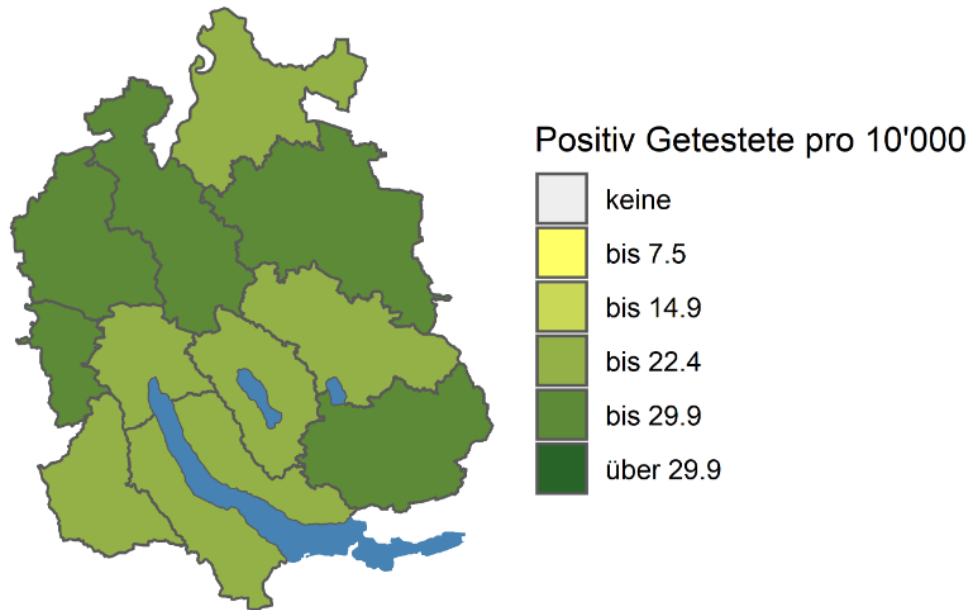 Positiv Getestete pro 10'000
keine
bis 7.5
bis 14.9
bis 22.4
bis 29.9
über 29.9